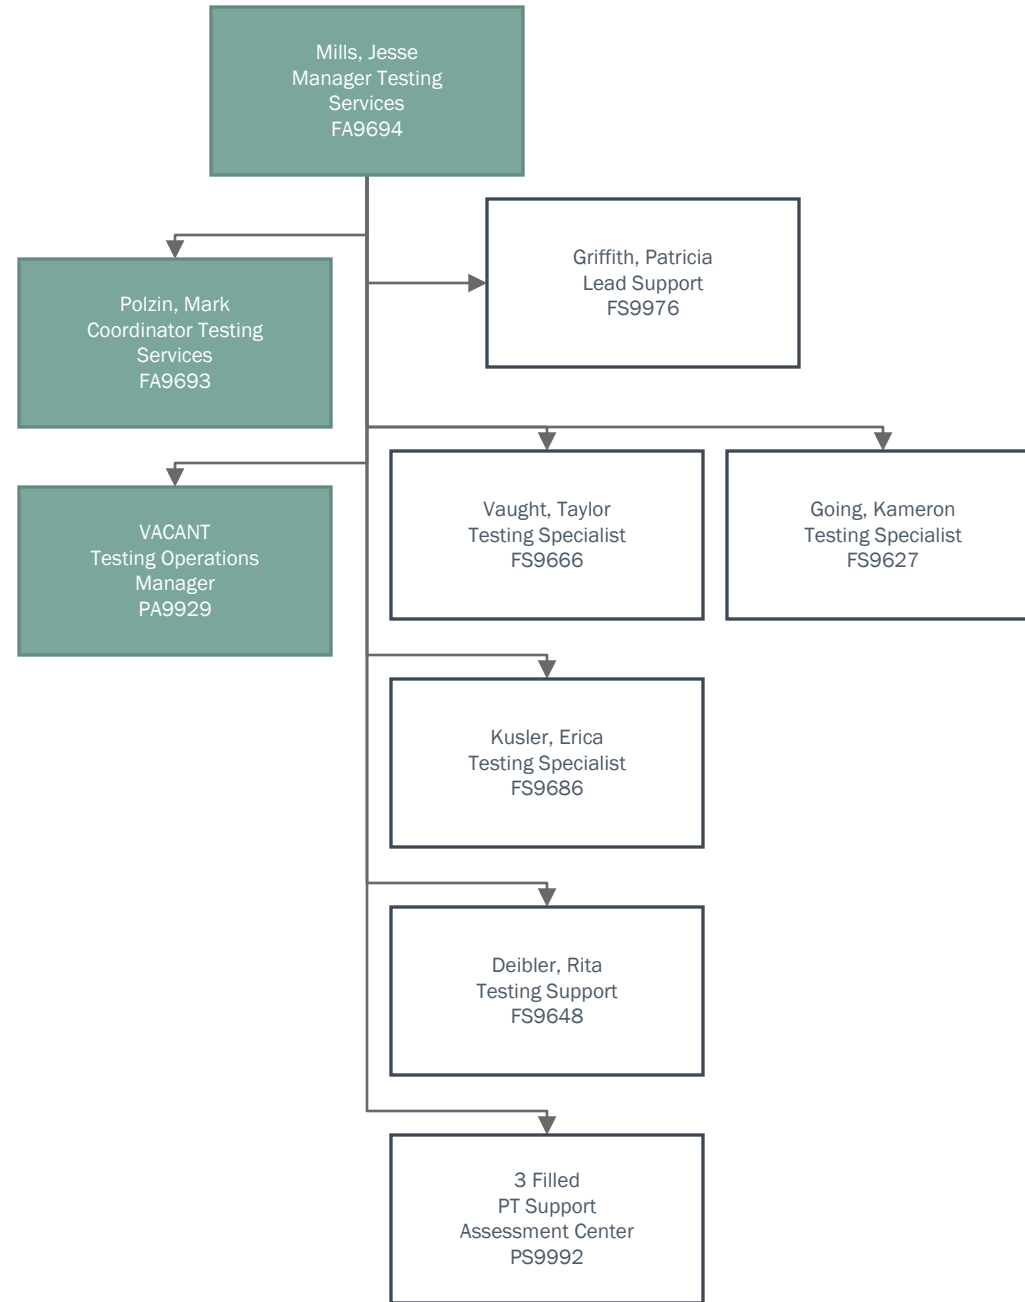 Mills, Jesse
Manager Testing
Services
FA9694
Griffith, Patricia
Lead Support
FS9976
Polzin, Mark
Coordinator Testing
Services
FA9693
VACANT
Testing Operations
Manager
PA9929
Vaught, Taylor
Testing Specialist
FS9666
Going, Kameron
Testing Specialist
FS9627
Kusler, Erica
Testing Specialist
FS9686
Deibler, Rita
Testing Support
FS9648
3 Filled
PT Support
Assessment Center
PS9992